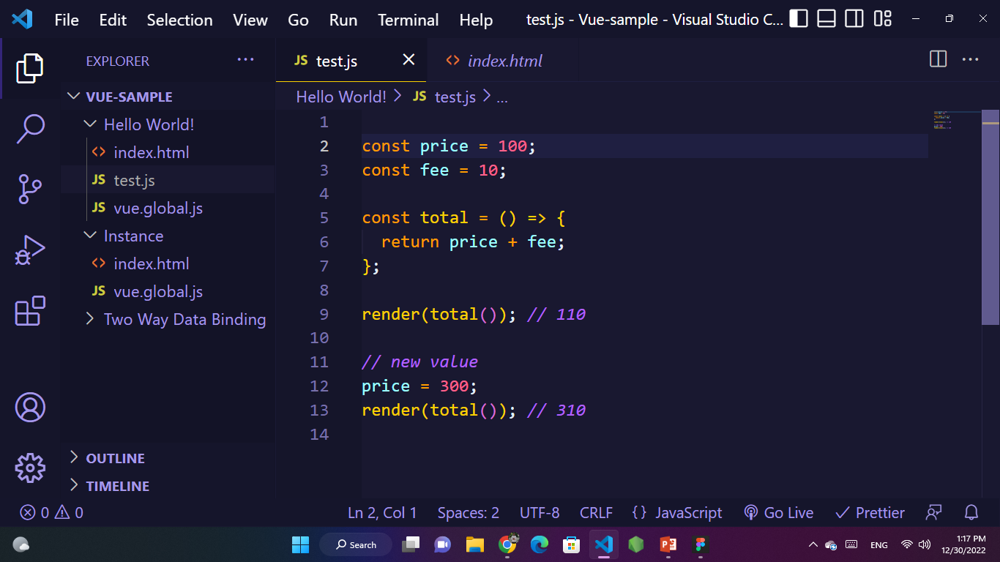 File Edit Selection View Go Run Terminal Help test.js - Vue-sample - Visual Studio C...
EXPLORER ...
VUE-SAMPLE
Hello World!
index.html
JS test.js
JS vue.global.js
Instance
index.html
JS vue.global.js
Two Way Data Binding
OUTLINE
TIMELINE
JS test.js index.html
Hello World! > JS test.js > ...
1
2 const price = 100;
3 const fee = 10;
4
5 const total = () => {
6 return price + fee;
7 };
8
9 render(total()); // 110
10
11 // new value
12 price = 300;
13 render(total()); // 310
14
0 0 Ln 2, Col 1 Spaces: 2 UTF-8 CRLF {} JavaScript Go Live Prettier
Search ENG 1:17 PM
12/30/2022